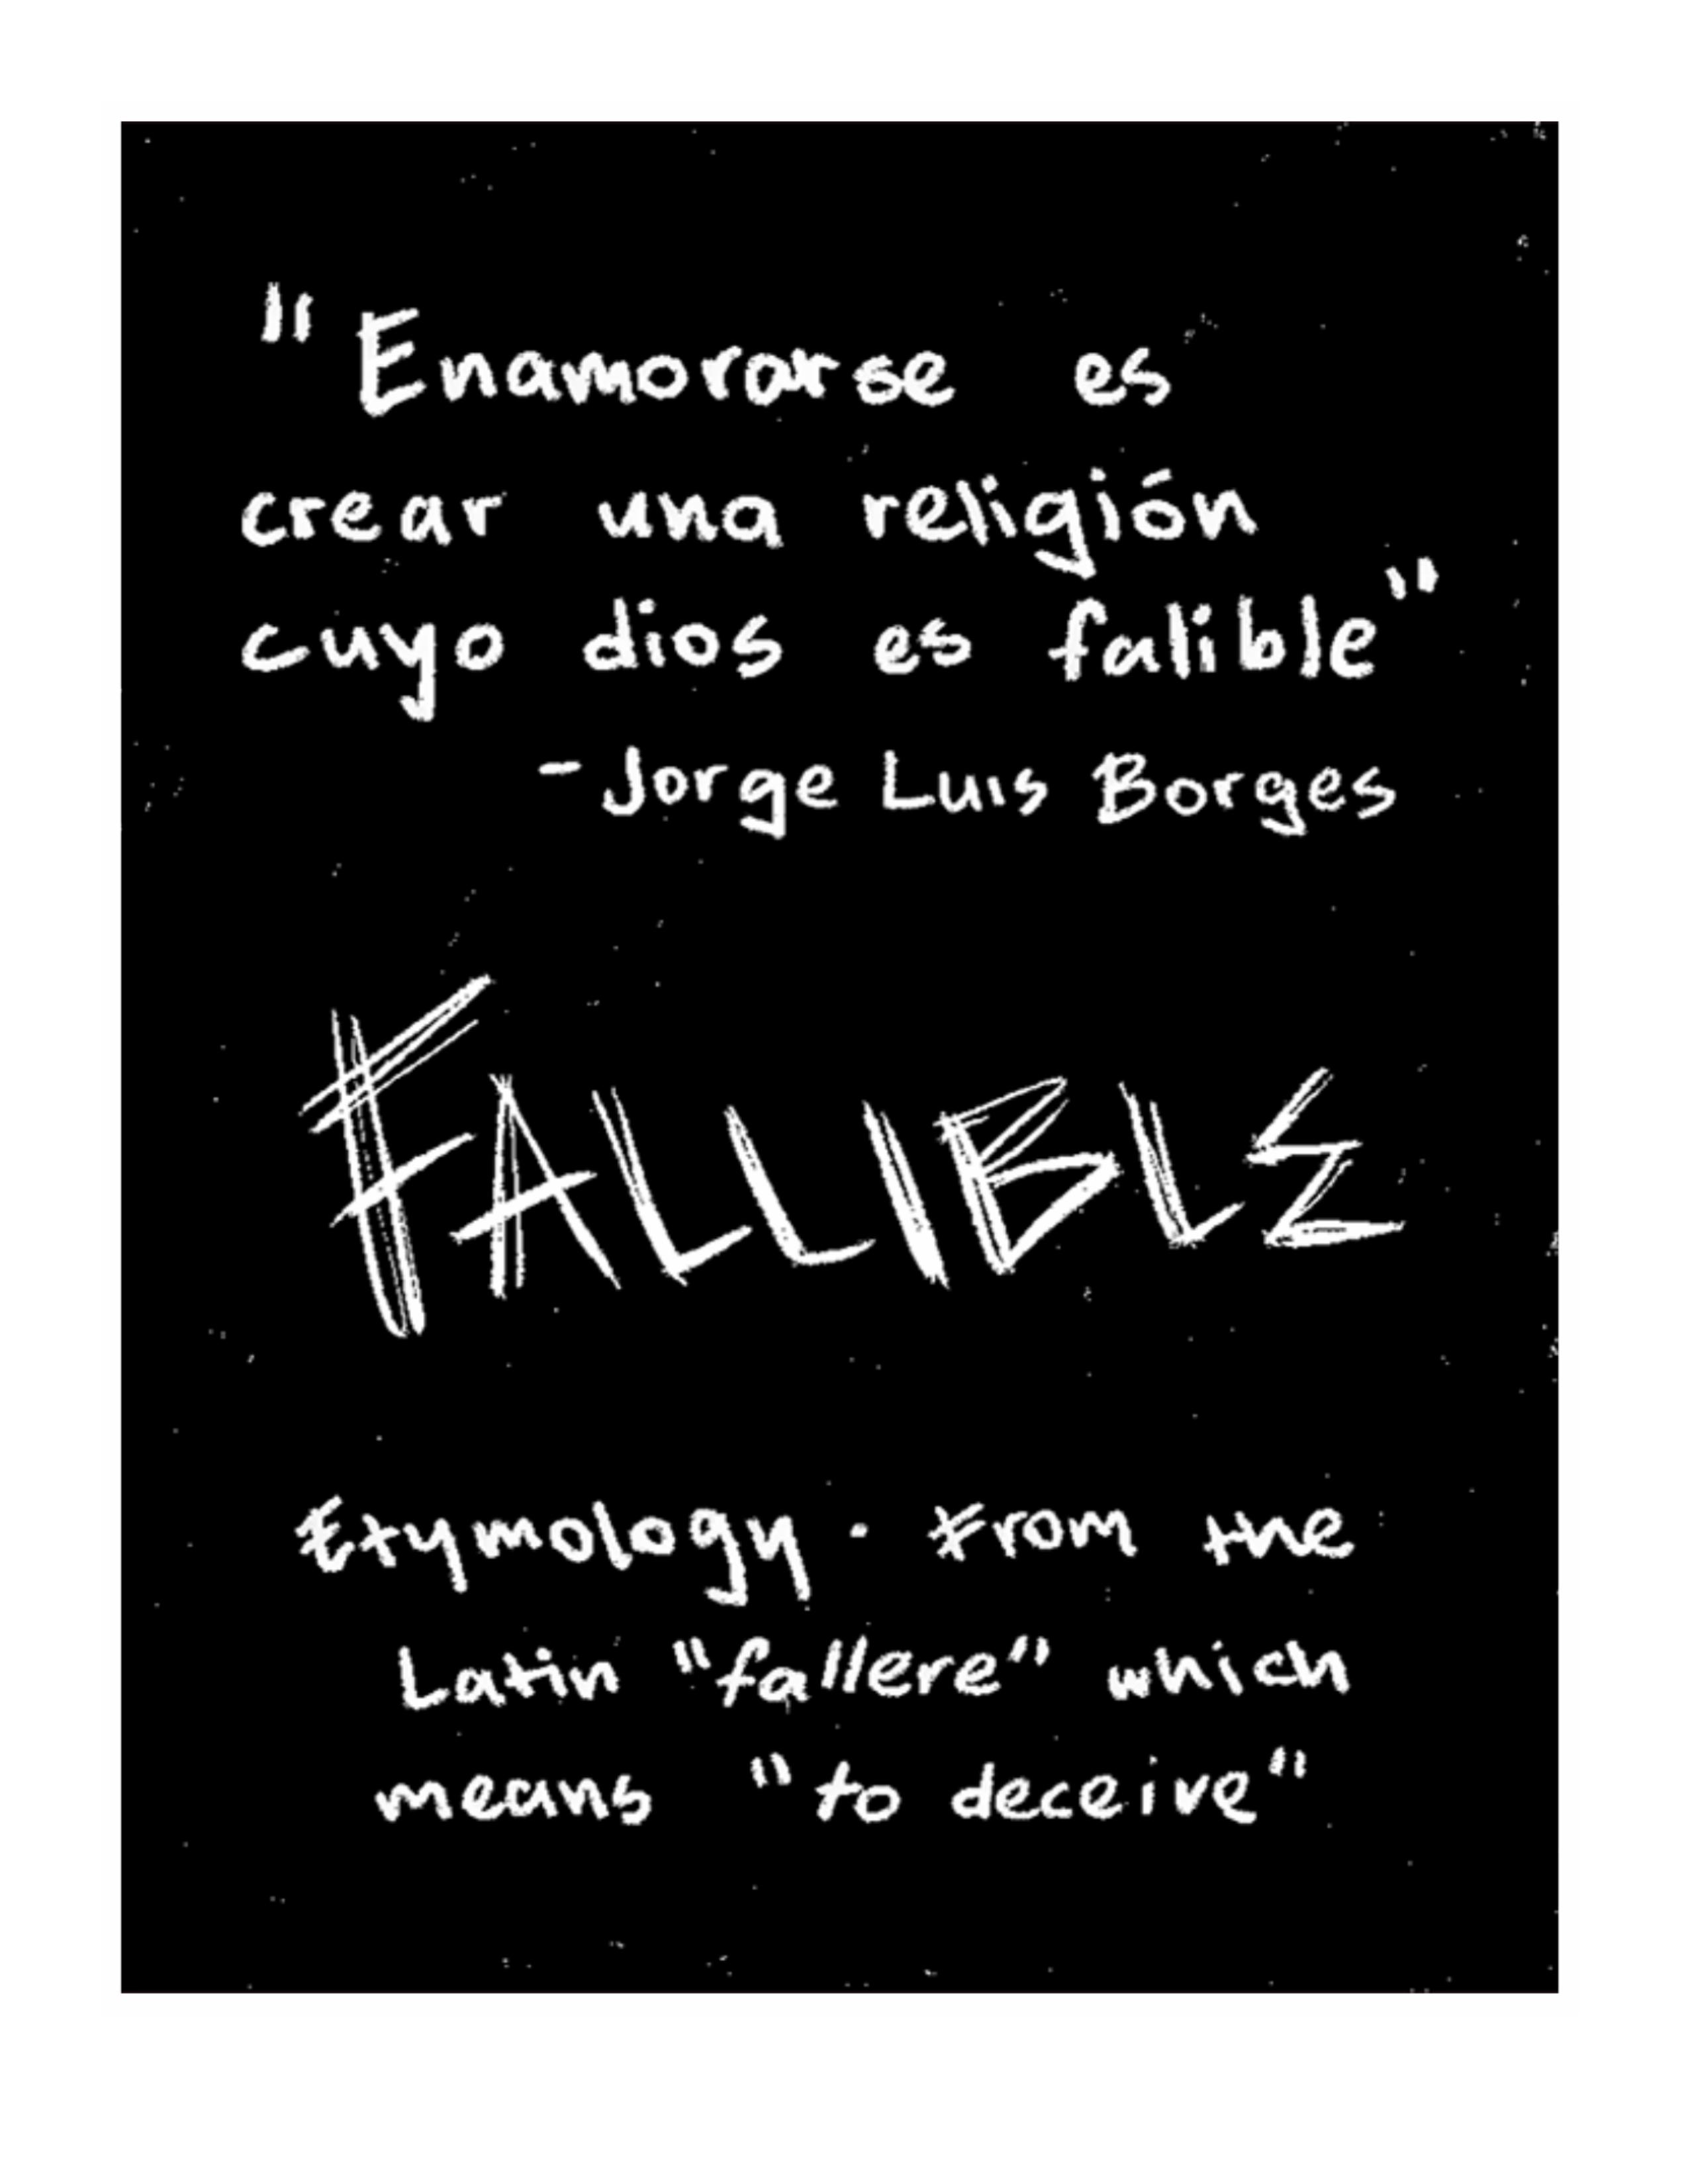 "Enamorarse es
crear una religión
cuyo dios es falible"
-Jorge Luis Borges
FALLIBLE
Etymology · From the
Latin "fallere" which
means "to deceive"